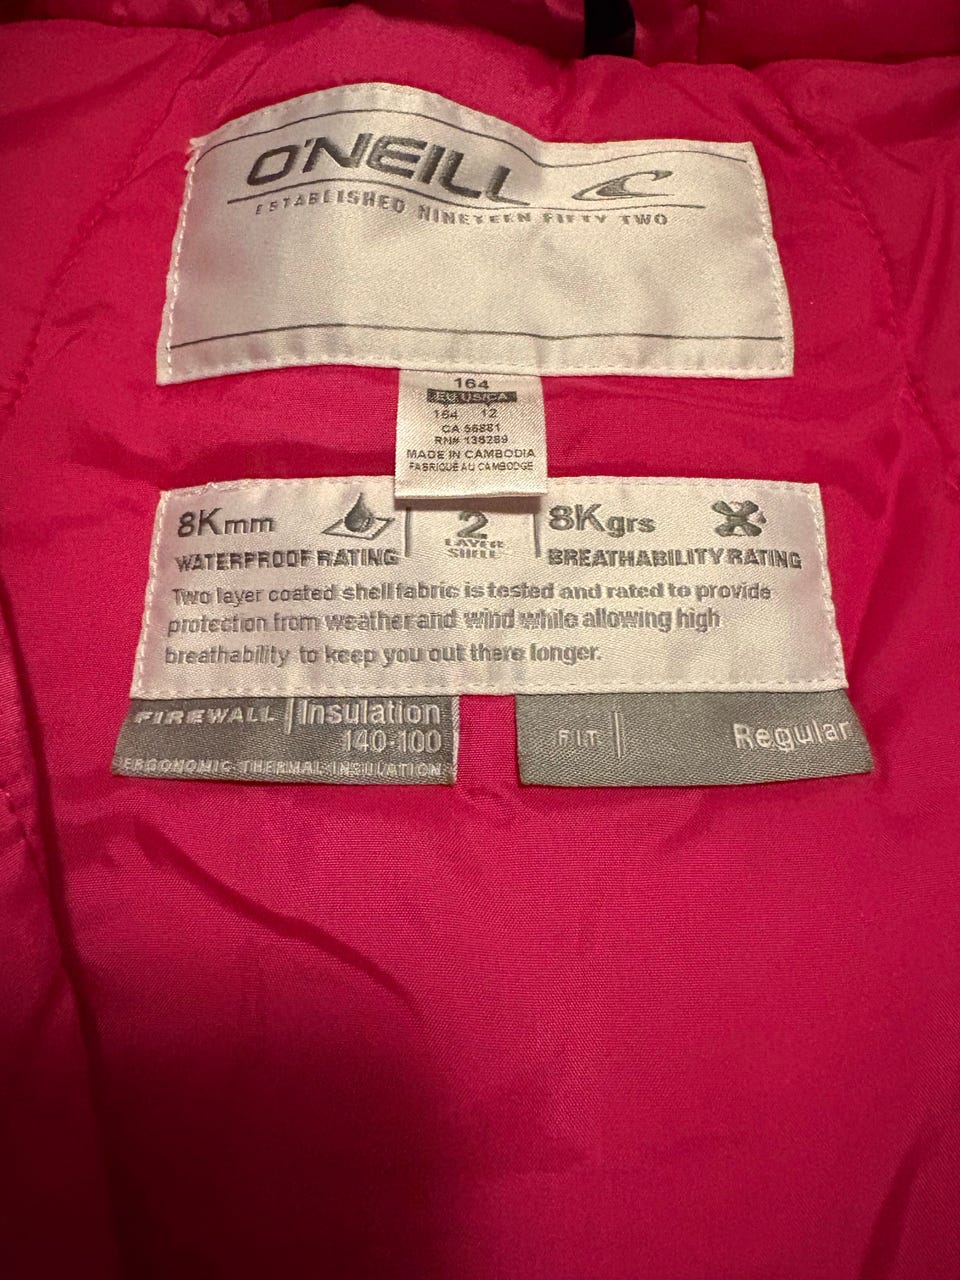 O'NEILL
ESTABLISHED NINETEEN FIFTY TWO
164
EU US/CA
164 12
CA 56881
RN# 136289
MADE IN CAMBODIA
FABRIQUÉ AU CAMBODGE
8Kmm
WATERPROOF RATING
2
LAYER
SHELL
8Kgrs
BREATHABILITY RATING
Two layer coated shell fabric is tested and rated to provide
protection from weather and wind while allowing high
breathability to keep you out there longer.
FIREWALL | Insulation
140-100
ERGONOMIC THERMAL INSULATION
FIT | Regular